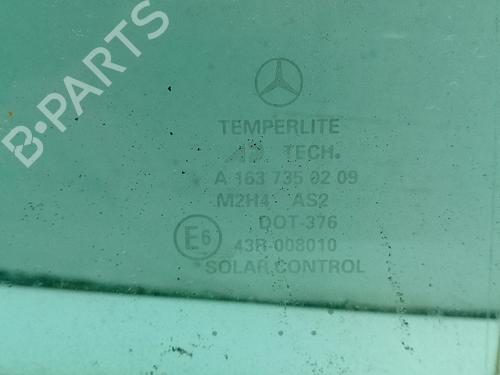 B-PARTS
TEMPERLITE
TECH.
A 163 735 02 09
M2H4 AS2
DOT-376
E6
43R-008010
SOLAR CONTROL